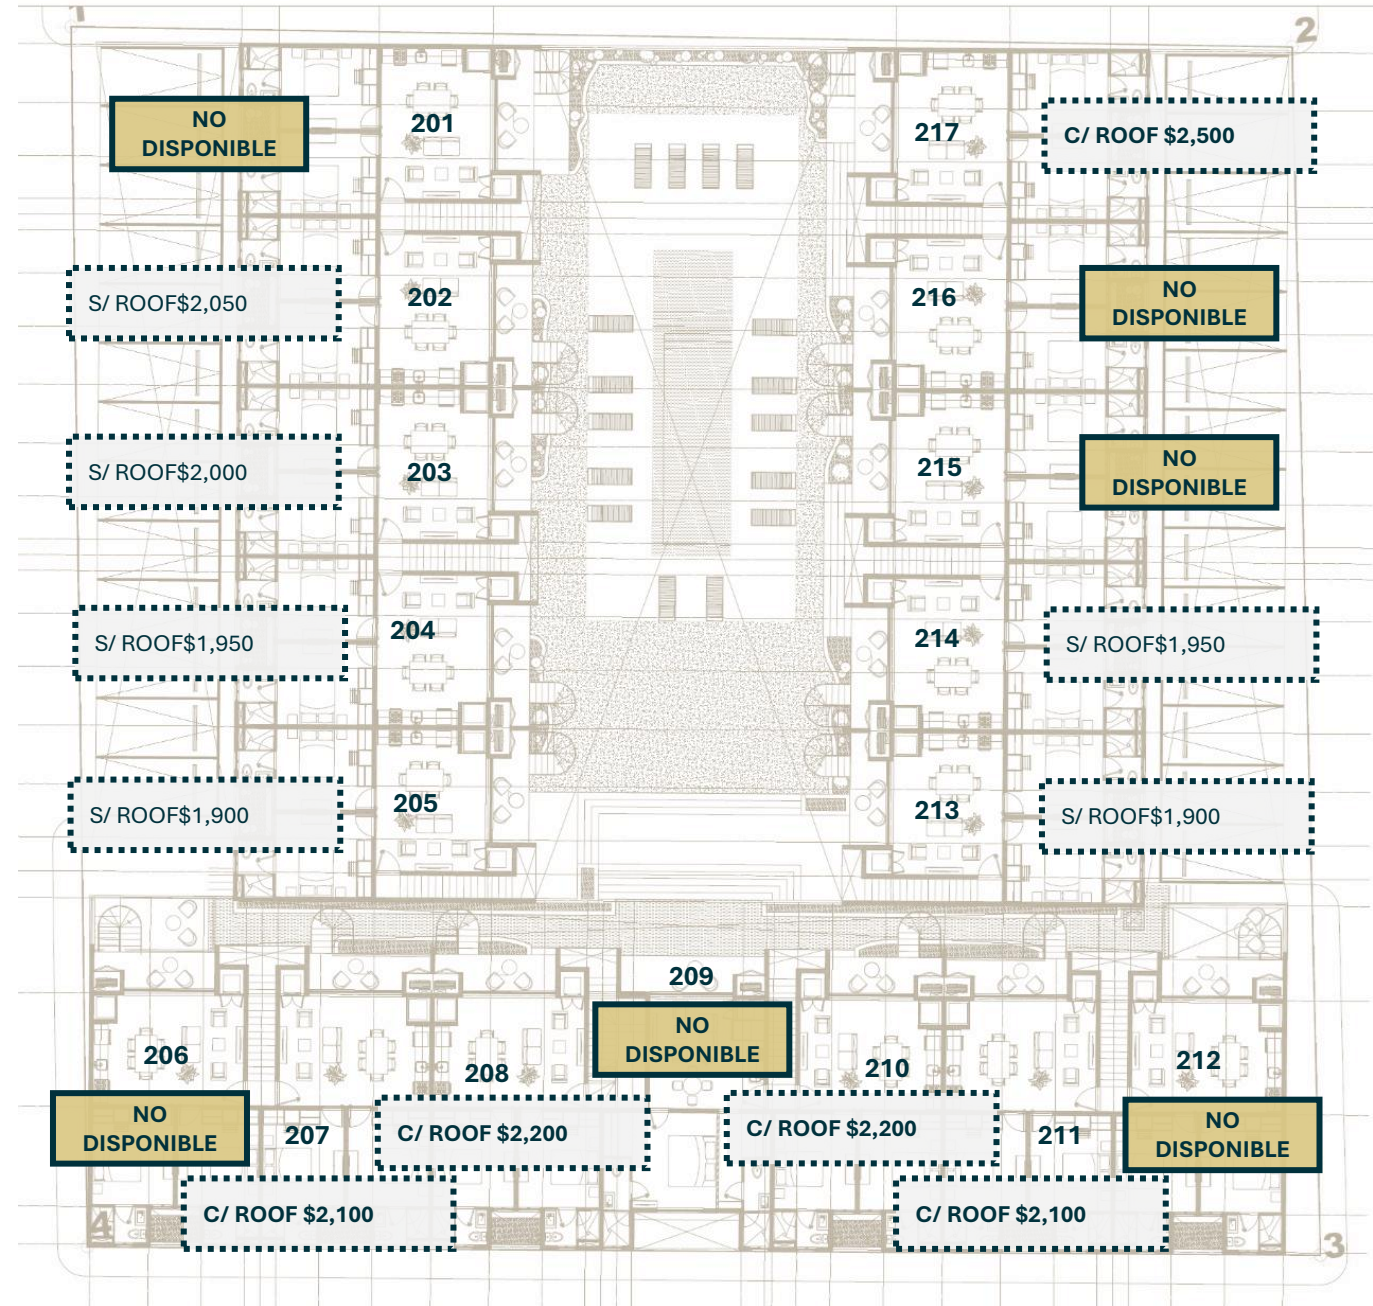 1
2
NO
DISPONIBLE
201
217
C/ ROOF $2,500
S/ ROOF$2,050
202
216
NO
DISPONIBLE
S/ ROOF$2,000
203
215
NO
DISPONIBLE
S/ ROOF$1,950
204
214
S/ ROOF$1,950
S/ ROOF$1,900
205
213
S/ ROOF$1,900
209
NO
DISPONIBLE
206
208
210
212
NO
DISPONIBLE
207
C/ ROOF $2,200
C/ ROOF $2,200
211
NO
DISPONIBLE
C/ ROOF $2,100
C/ ROOF $2,100
4
3